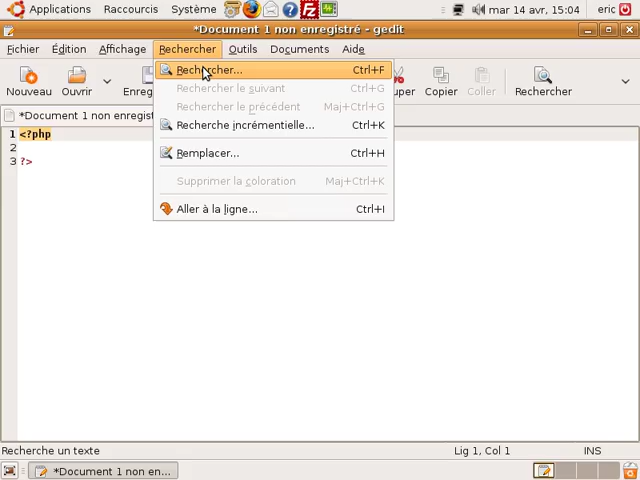 Applications Raccourcis Système mar 14 avr, 15:04 eric
*Document 1 non enregistré - gedit
Fichier Édition Affichage Rechercher Outils Documents Aide
Rechercher... Ctrl+F
Rechercher le suivant Ctrl+G
Rechercher le précédent Maj+Ctrl+G
Recherche incrémentielle... Ctrl+K
Remplacer... Ctrl+H
Supprimer la coloration Maj+Ctrl+K
Aller à la ligne... Ctrl+I
Nouveau Ouvrir Enreg uper Copier Coller Rechercher
*Document 1 non enregist
1 <?php
2
3 ?>
Recherche un texte Lig 1, Col 1 INS
*Document 1 non en...